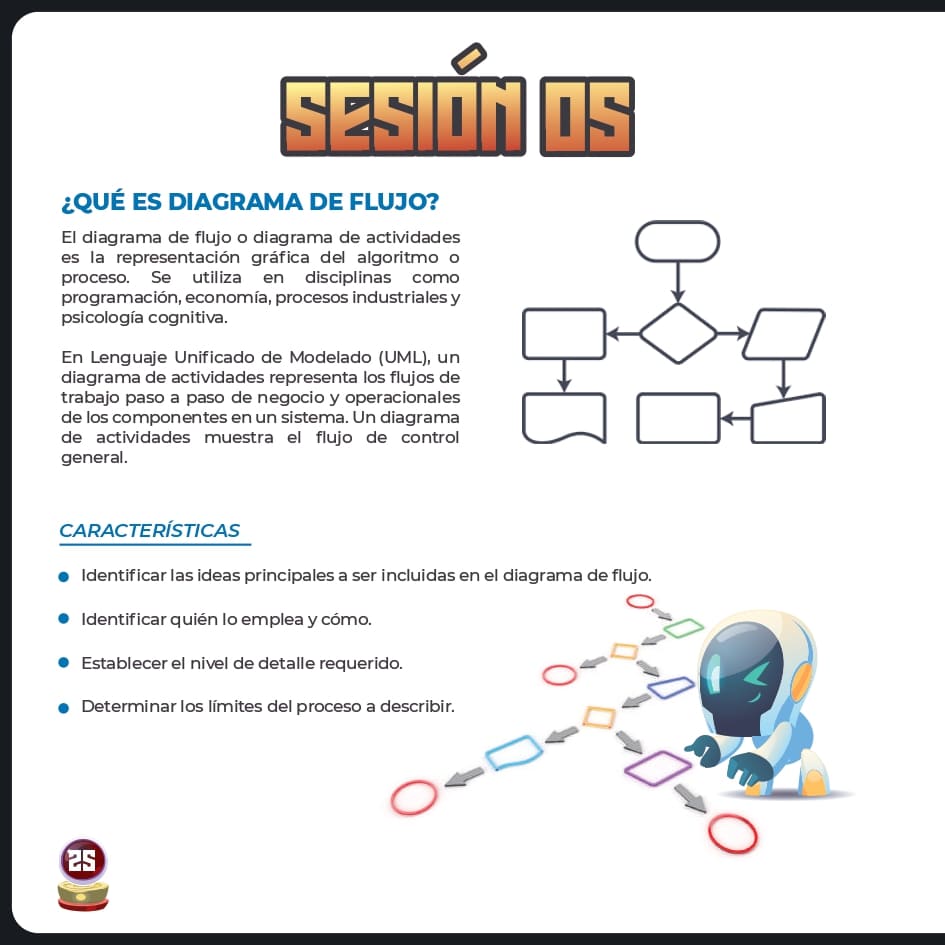 SESIÓN 05
¿QUÉ ES DIAGRAMA DE FLUJO?
El diagrama de flujo o diagrama de actividades
es la representación gráfica del algoritmo o
proceso. Se utiliza en disciplinas como
programación, economía, procesos industriales y
psicología cognitiva.
En Lenguaje Unificado de Modelado (UML), un
diagrama de actividades representa los flujos de
trabajo paso a paso de negocio y operacionales
de los componentes en un sistema. Un diagrama
de actividades muestra el flujo de control
general.
CARACTERÍSTICAS
Identificar las ideas principales a ser incluidas en el diagrama de flujo.
Identificar quién lo emplea y cómo.
Establecer el nivel de detalle requerido.
Determinar los límites del proceso a describir.
25